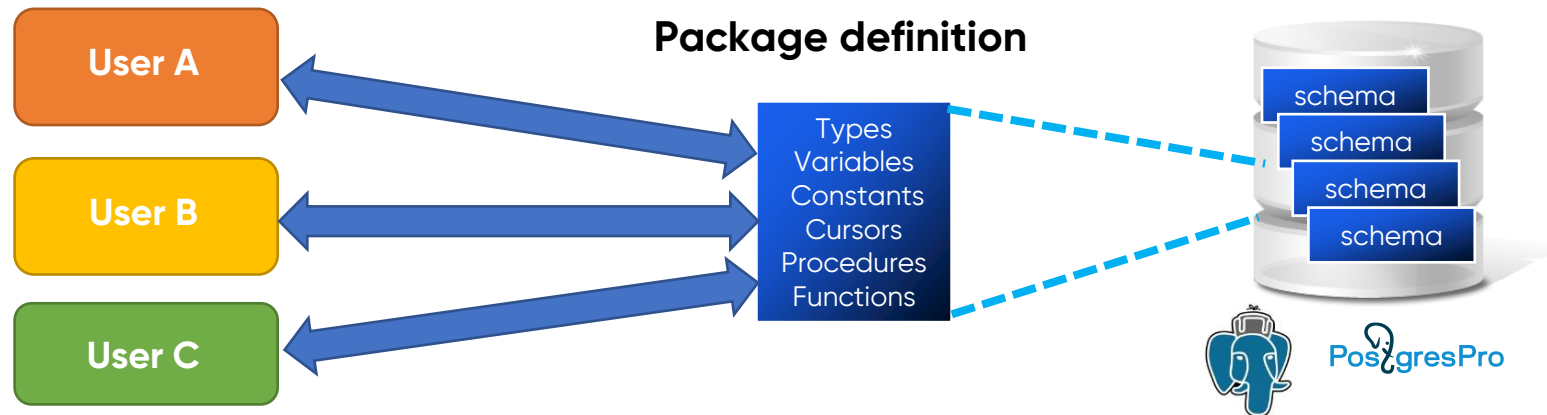 Package definition
User A
User B
User C
Types
Variables
Constants
Cursors
Procedures
Functions
schema
schema
schema
schema
PostgresPro